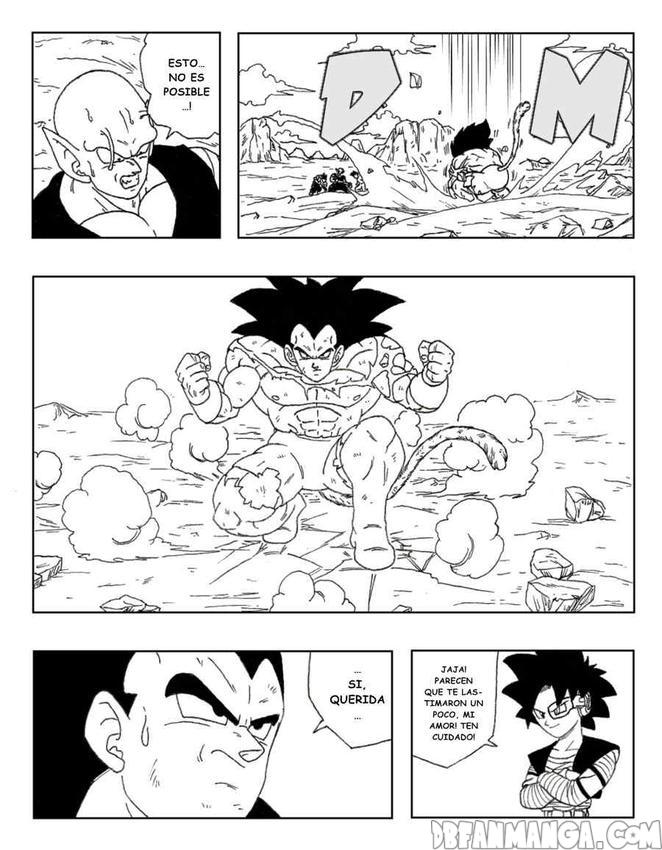 D M
ESTO...
NO ES
POSIBLE
...!
JAJA!
PARECEN
QUE TE LAS-
TIMARON UN
POCO, MI
AMOR! TEN
CUIDADO!
...
SI,
QUERIDA
...
DBFANMANGA.COM